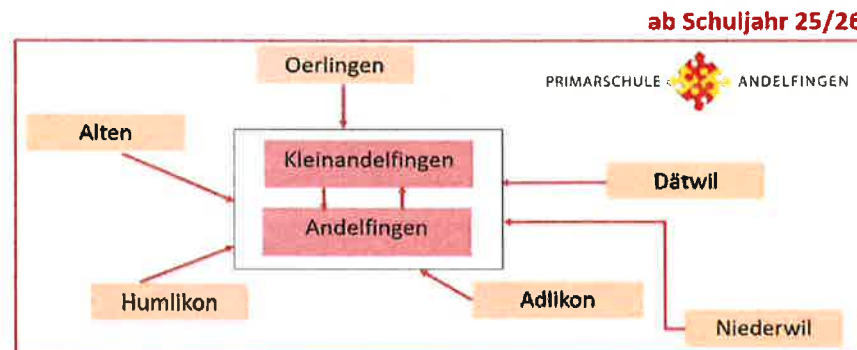 ab Schuljahr 25/26
Oerlingen
PRIMARSCHULE ANDELFINGEN
Alten
Kleinandelfingen
Dätwil
Andelfingen
Humlikon
Adlikon
Niederwil